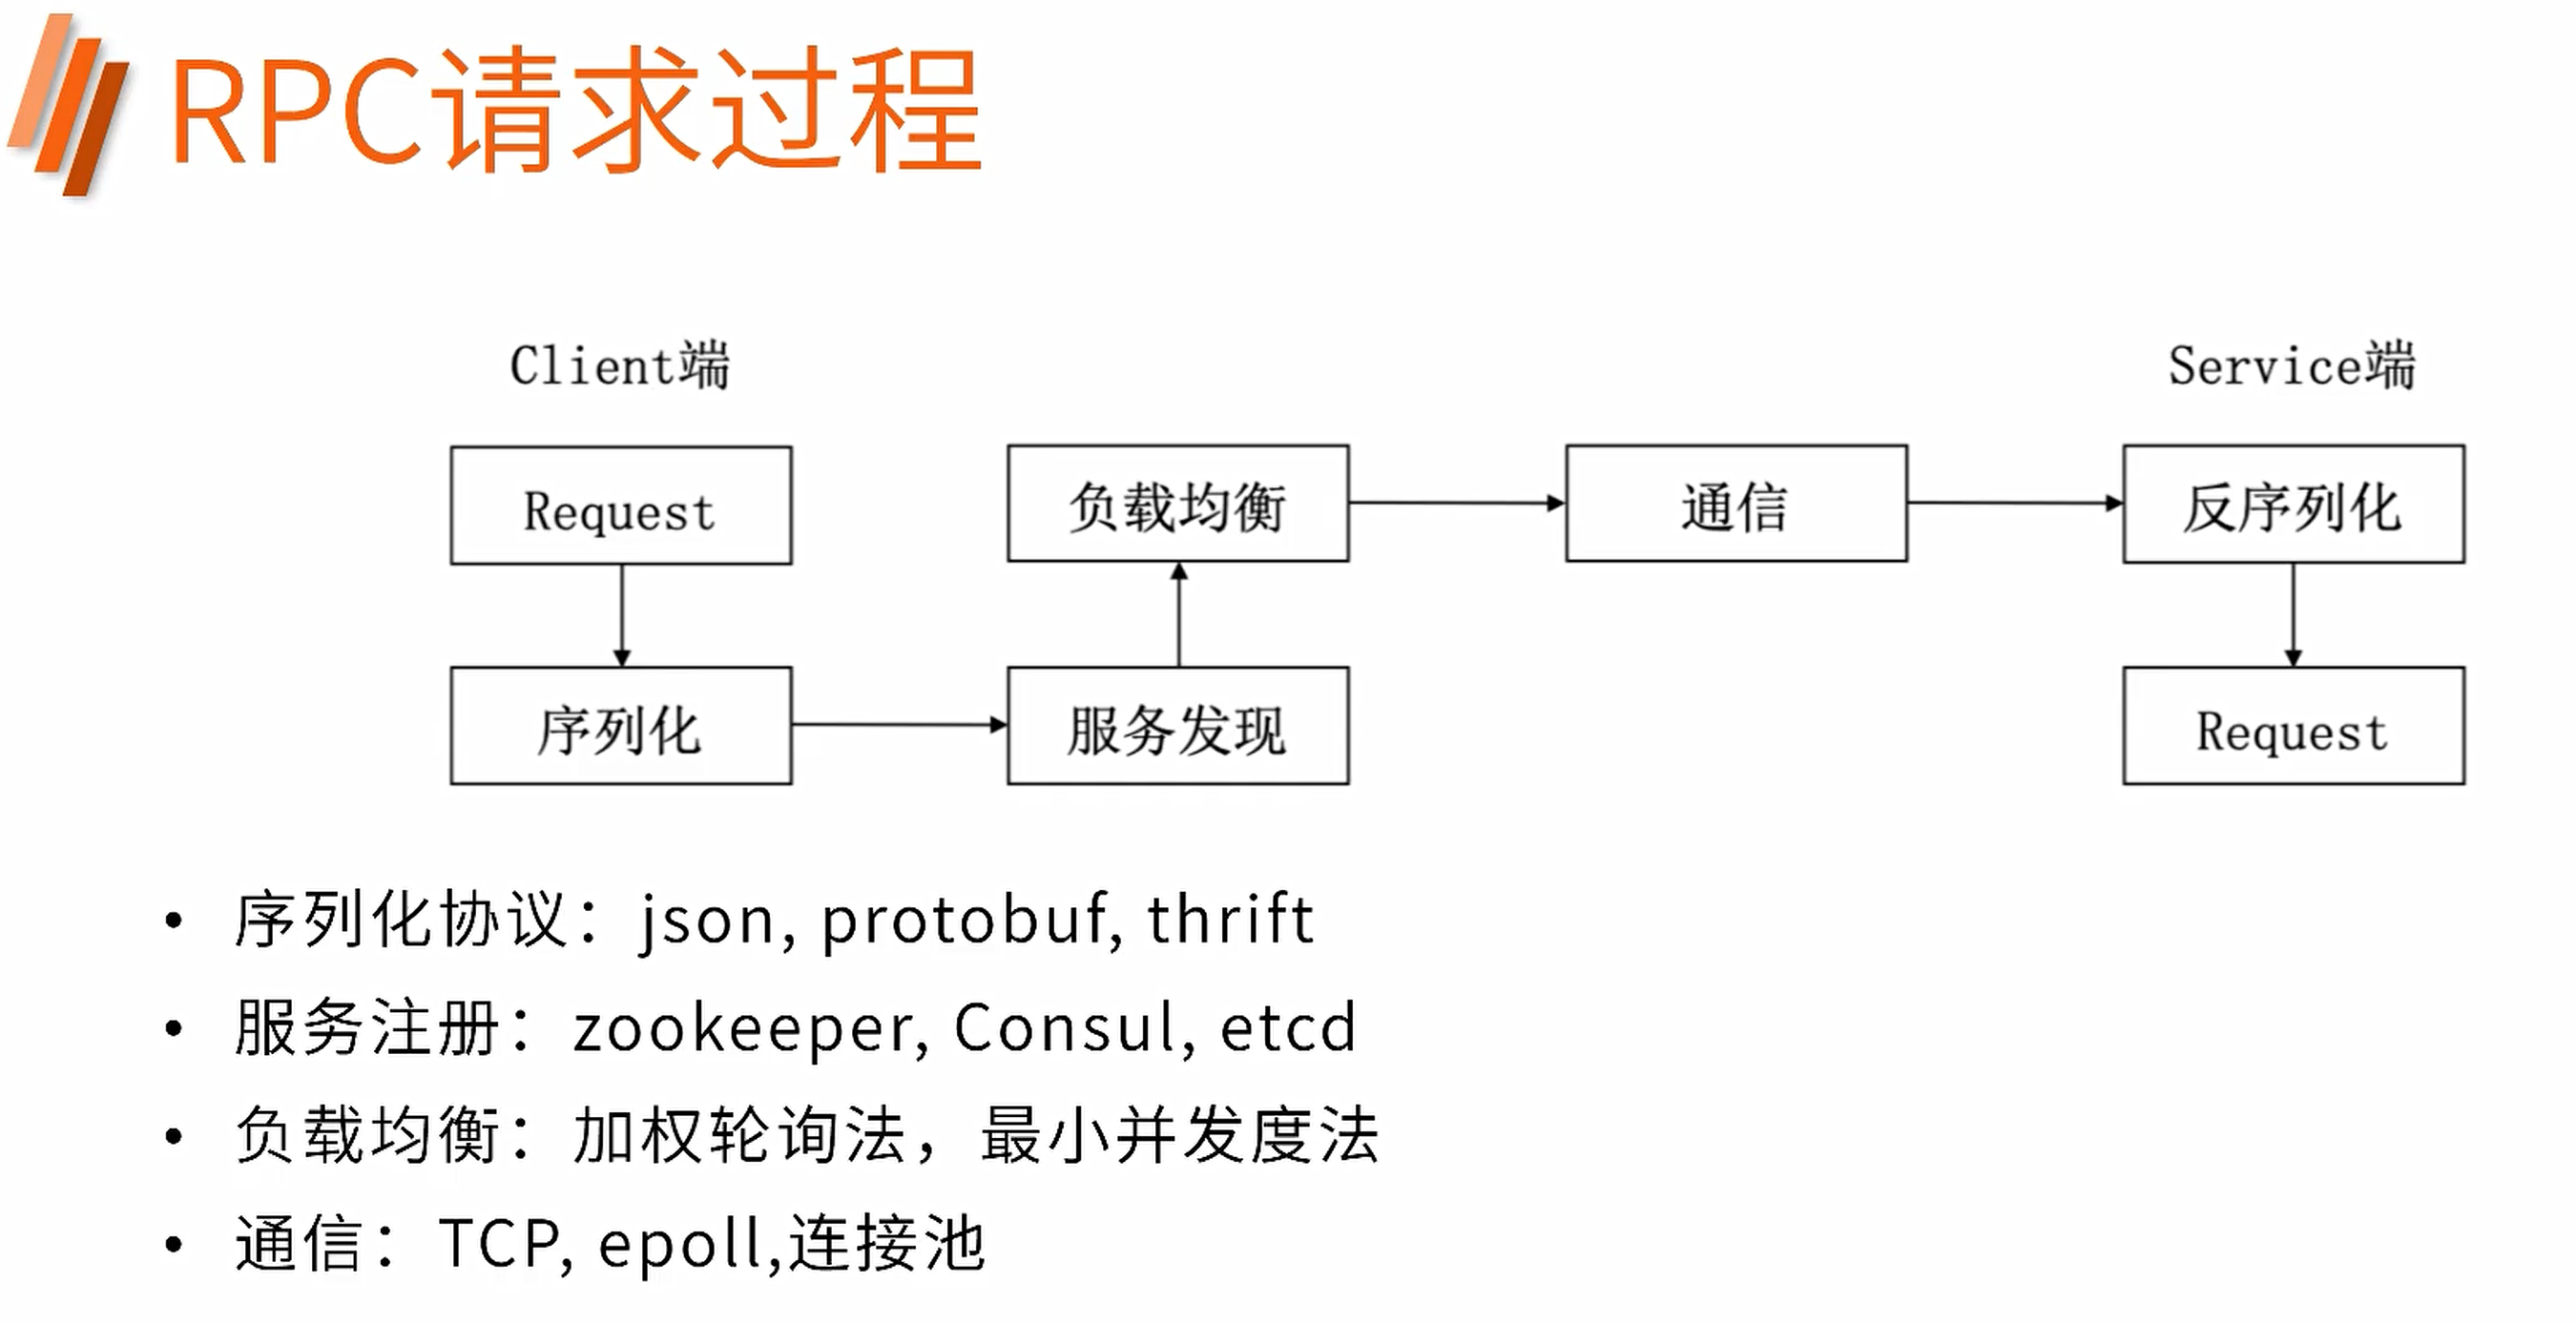 RPC请求过程
Client端
Service端
Request
负载均衡
通信
反序列化
序列化
服务发现
Request
• 序列化协议：json, protobuf, thrift
• 服务注册：zookeeper, Consul, etcd
• 负载均衡：加权轮询法，最小并发度法
• 通信：TCP, epoll,连接池